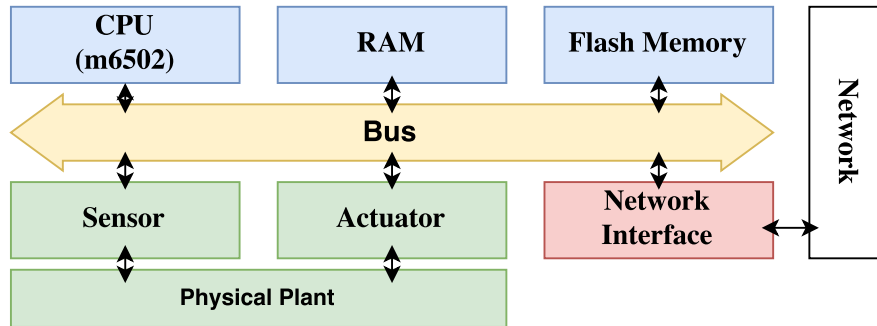 CPU
(m6502)
RAM
Flash Memory
Bus
Sensor
Actuator
Network
Interface
Network
Physical Plant